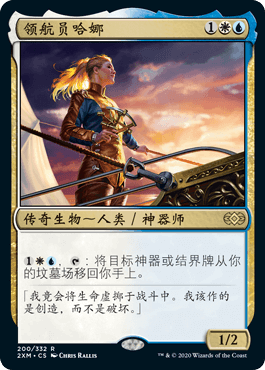 领航员哈娜 1
传奇生物～人类 / 神器师
1，：将目标神器或结界牌从你
的坟墓场移回你手上。
「我竟会将生命虚掷于战斗中。我该作的
是创造，而不是破坏。」
1/2
200/332 R
2XM • CS Chris Rallis
™ & © 2020 Wizards of the Coast